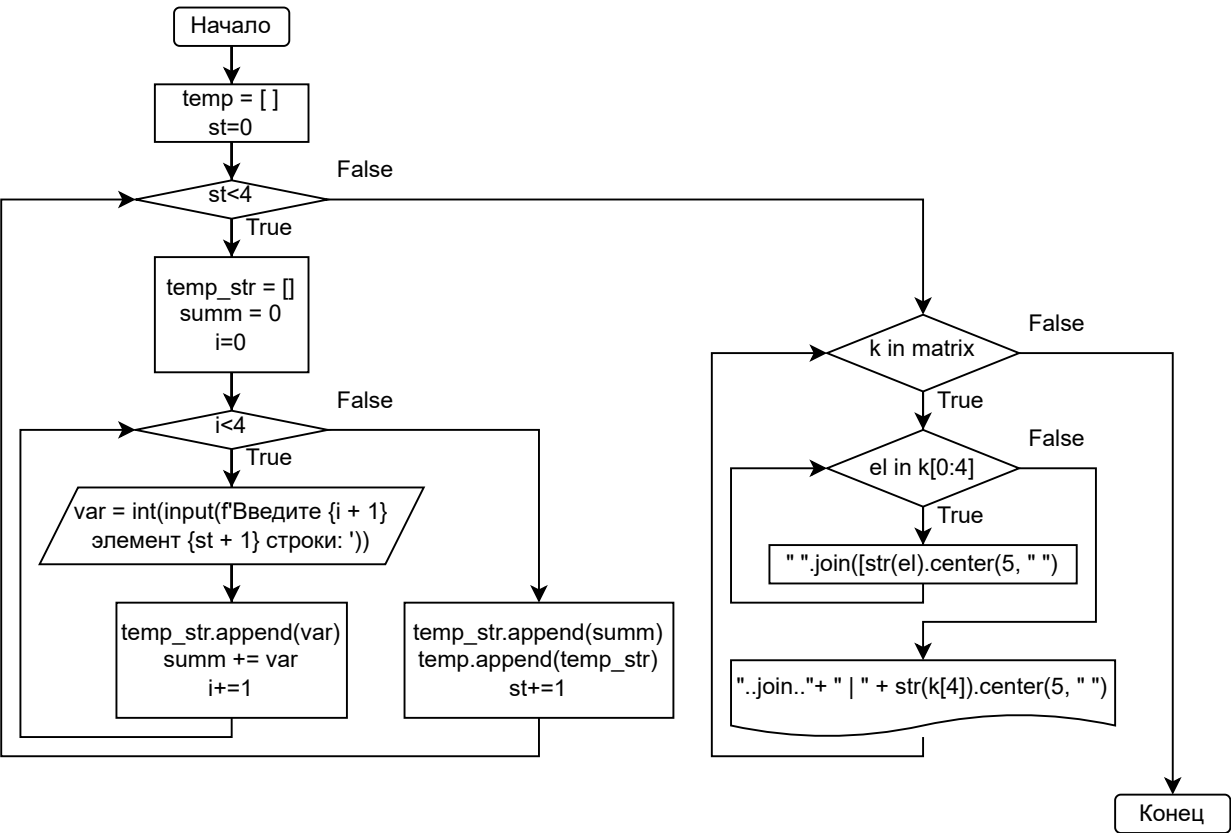 Начало
temp = [ ]
st=0
False
st<4
True
temp_str = []
summ = 0
i=0
False
i<4
True
var = int(input(f'Введите {i + 1}
элемент {st + 1} строки: '))
temp_str.append(var)
summ += var
i+=1
temp_str.append(summ)
temp.append(temp_str)
st+=1
False
k in matrix
True
False
el in k[0:4]
True
" ".join([str(el).center(5, " ")
"..join.."+ " | " + str(k[4]).center(5, " ")
Конец